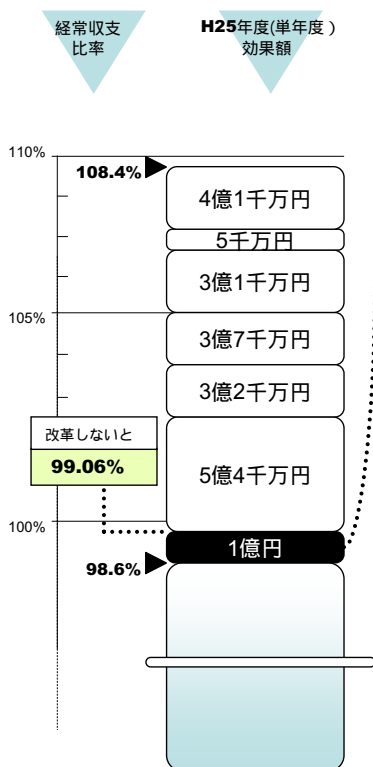 経常収支
比率
H25年度(単年度)
効果額
110%
108.4%
4億1千万円
5千万円
3億1千万円
105%
3億7千万円
3億2千万円
改革しないと
99.06%
5億4千万円
100%
1億円
98.6%